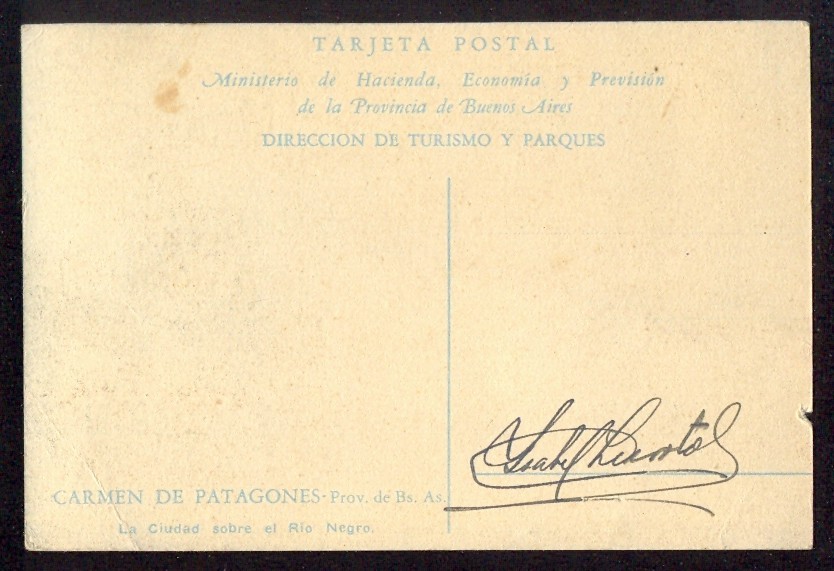 TARJETA POSTAL
Ministerio de Hacienda, Economía y Previsión
de la Provincia de Buenos Aires
DIRECCION DE TURISMO Y PARQUES
Isabel
CARMEN DE PATAGONES-Prov. de Bs. As.
La Ciudad sobre el Río Negro.